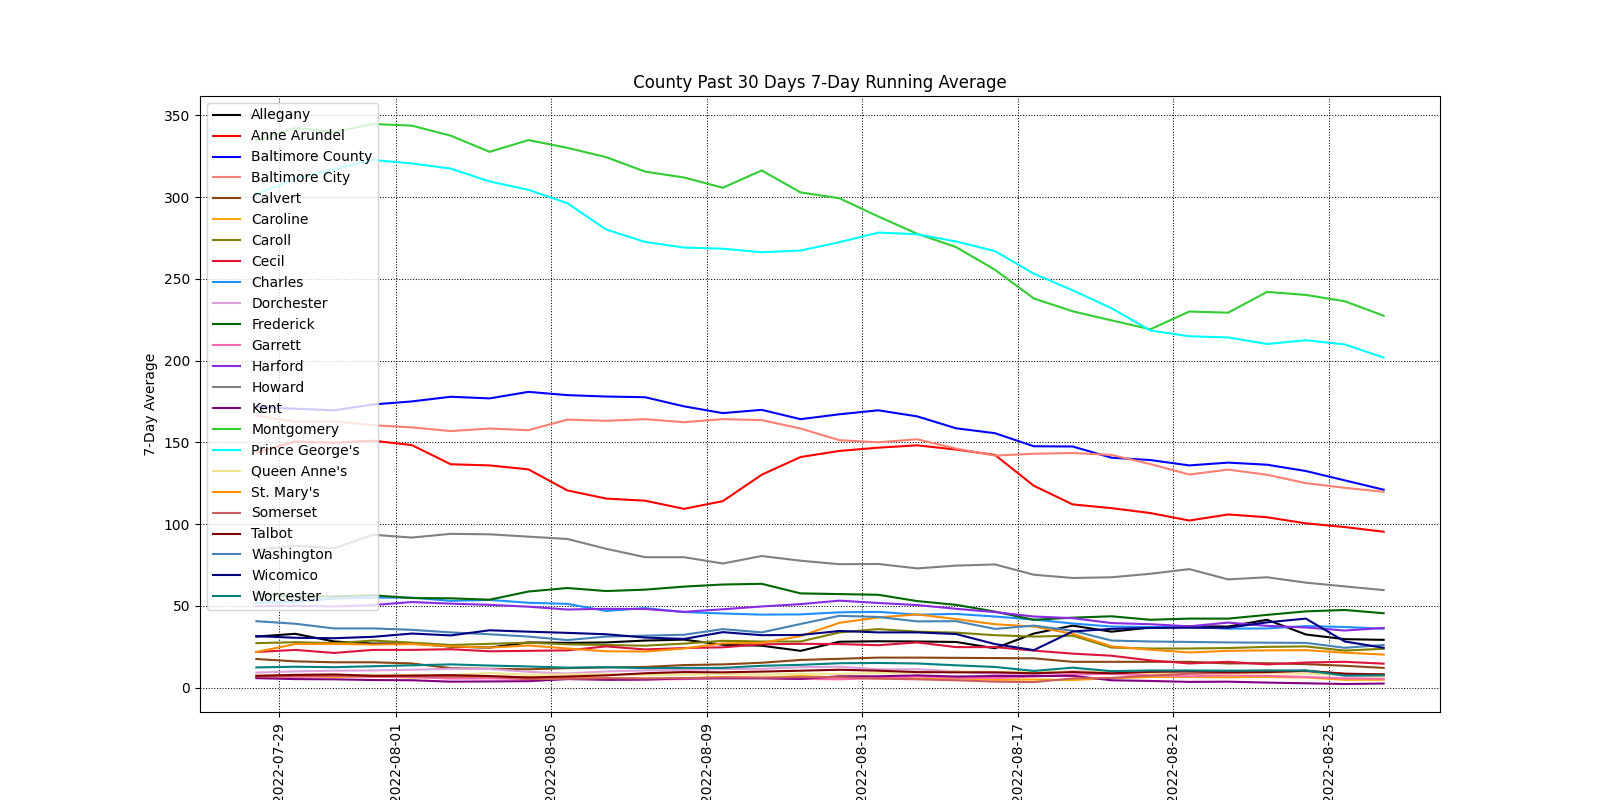 County Past 30 Days 7-Day Running Average
7-Day Average
350
300
250
200
150
100
50
0
Allegany
Anne Arundel
Baltimore County
Baltimore City
Calvert
Caroline
Caroll
Cecil
Charles
Dorchester
Frederick
Garrett
Harford
Howard
Kent
Montgomery
Prince George's
Queen Anne's
St. Mary's
Somerset
Talbot
Washington
Wicomico
Worcester
2022-07-29
2022-08-01
2022-08-05
2022-08-09
2022-08-13
2022-08-17
2022-08-21
2022-08-25